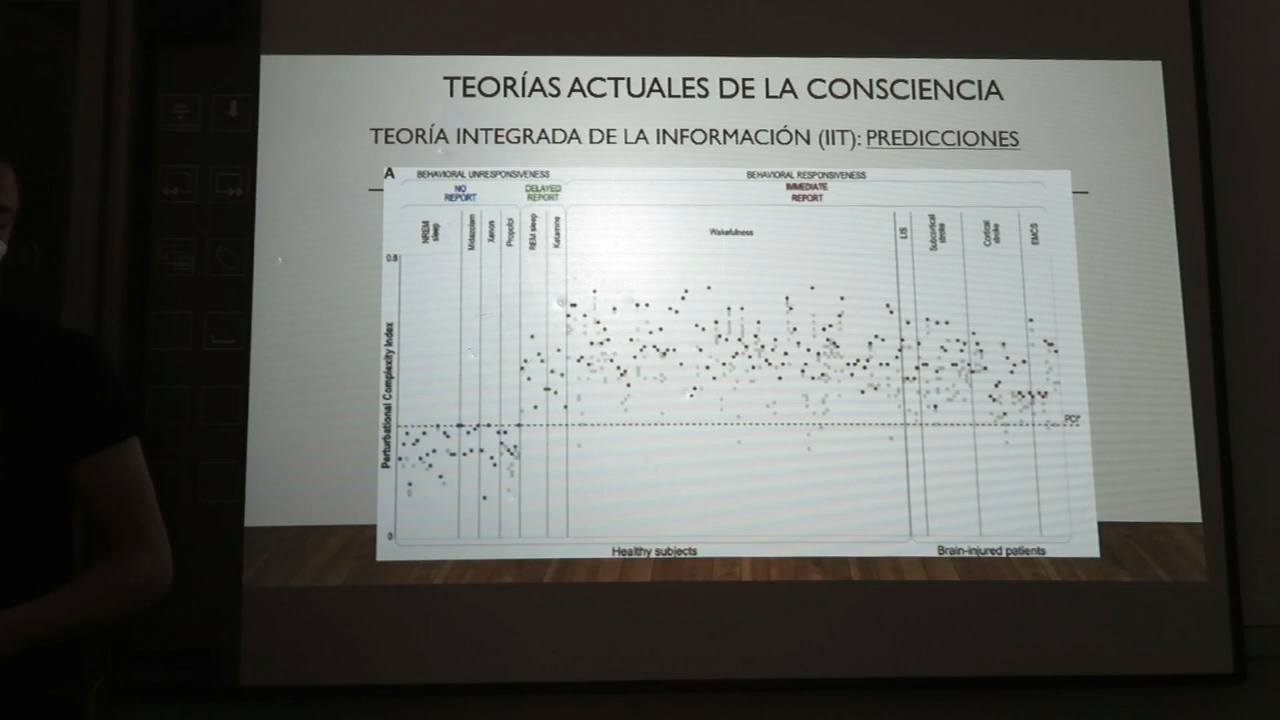 TEORÍAS ACTUALES DE LA CONSCIENCIA
TEORÍA INTEGRADA DE LA INFORMACIÓN (IIT): PREDICCIONES
A
BEHAVIORAL UNRESPONSIVENESS
BEHAVIORAL RESPONSIVENESS
NO
REPORT
DELAYED
REPORT
IMMEDIATE
REPORT
NREM
sleep
Midazolam
Xenon
Propofol
REM sleep
Ketamine
Wakefulness
LIS
Subcortical
stroke
Cortical
stroke
EMCS
Perturbational Complexity Index
0.8
0
PCI*
Healthy subjects
Brain-injured patients